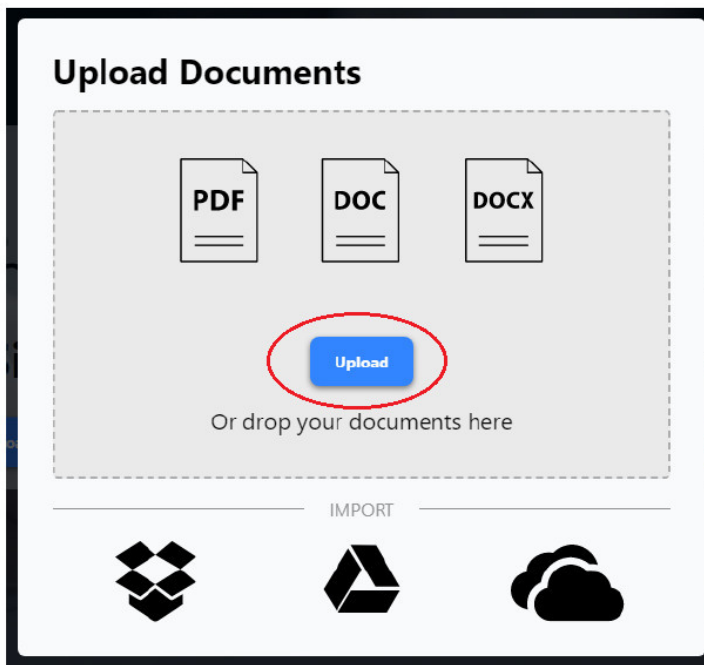 Upload Documents
PDF DOC DOCX
Upload
Or drop your documents here
IMPORT